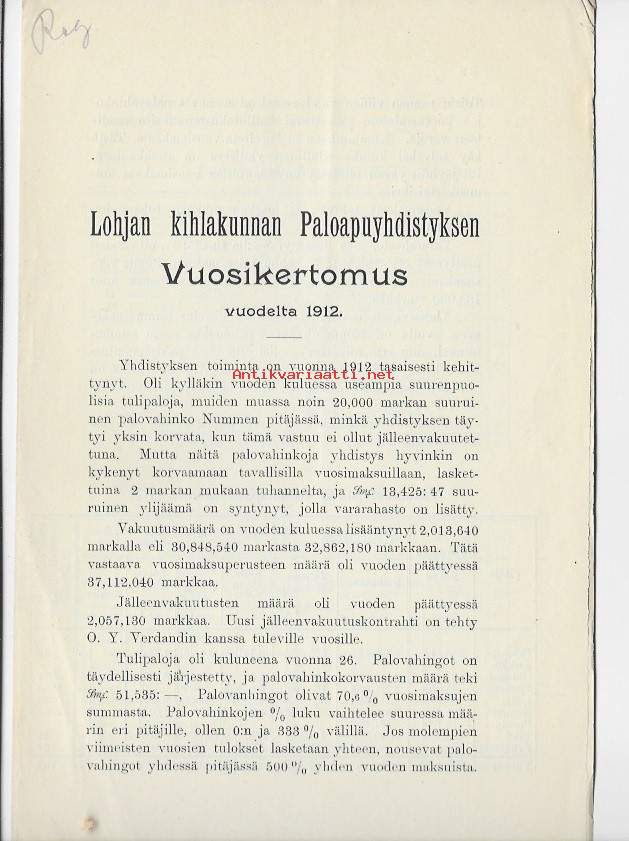 Lohjan kihlakunnan Paloapuyhdistyksen
Vuosikertomus
vuodelta 1912.
Yhdistyksen toiminta on vuonna 1912 tasaisesti kehit-
Antikvariaatti.net
tynyt. Oli kylläkin vuoden kuluessa useampia suurenpuo-
lisia tulipaloja, muiden muassa noin 20,000 markan suurui-
nen palovahinko Nummen pitäjässä, minkä yhdistyksen täy-
tyi yksin korvata, kun tämä vastuu ei ollut jälleenvakuutet-
tuna. Mutta näitä palovahinkoja yhdistys hyvinkin on
kykenyt korvaamaan tavallisilla vuosimaksuillaan, lasket-
tuina 2 markan mukaan tuhannelta, ja Smf. 13,425: 47 suu-
ruinen ylijäämä on syntynyt, jolla vararahasto on lisätty.
Vakuutusmäärä on vuoden kuluessa lisääntynyt 2,013,640
markalla eli 30,848,540 markasta 32,862,180 markkaan. Tätä
vastaava vuosimaksuperusteen määrä oli vuoden päättyessä
37,112,040 markkaa.
Jälleenvakuutusten määrä oli vuoden päättyessä
2,057,130 markkaa. Uusi jälleenvakuutuskontrahti on tehty
O. Y. Verdandin kanssa tuleville vuosille.
Tulipaloja oli kuluneena vuonna 26. Palovahingot on
täydellisesti järjestetty, ja palovahinkokorvausten määrä teki
Smf. 51,535: —. Palovanhingot olivat 70,6 % vuosimaksujen
summasta. Palovahinkojen % luku vaihtelee suuressa mää-
rin eri pitäjille, ollen 0:n ja 333 % välillä. Jos molempien
viimeisten vuosien tulokset lasketaan yhteen, nousevat palo-
vahingot yhdessä pitäjässä 500 % yhden vuoden maksuista.